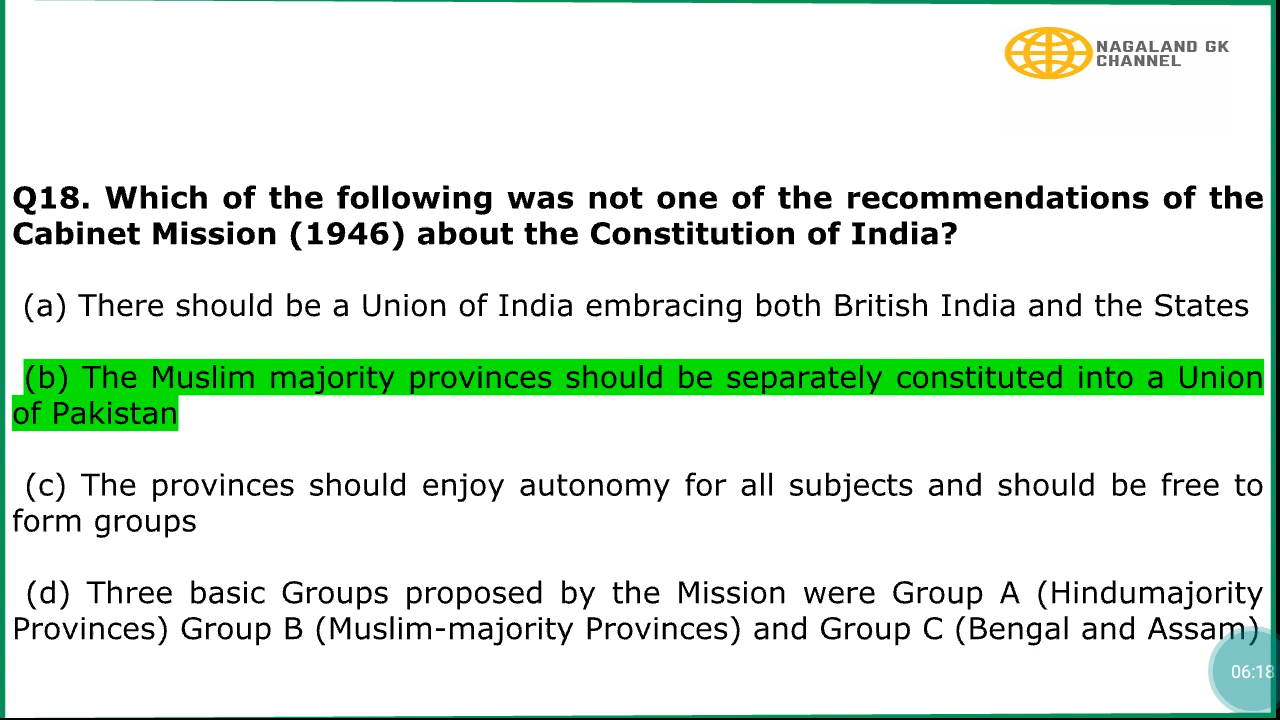 NAGALAND GK
CHANNEL
Q18. Which of the following was not one of the recommendations of the
Cabinet Mission (1946) about the Constitution of India?
(a) There should be a Union of India embracing both British India and the States
(b) The Muslim majority provinces should be separately constituted into a Union
of Pakistan
(c) The provinces should enjoy autonomy for all subjects and should be free to
form groups
(d) Three basic Groups proposed by the Mission were Group A (Hindumajority
Provinces) Group B (Muslim-majority Provinces) and Group C (Bengal and Assam)
06:18